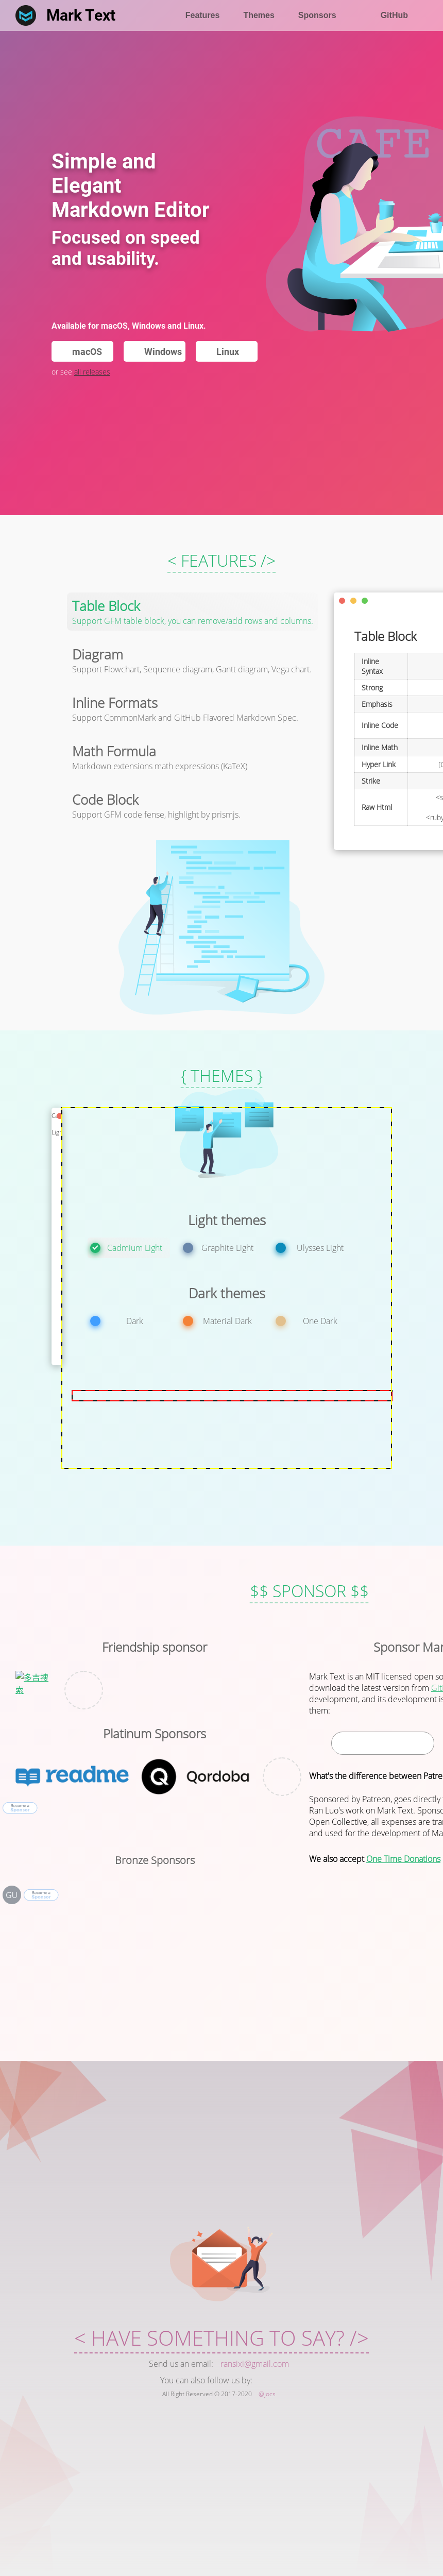 Mark Text
Features
Themes
Sponsors
GitHub
CAFE
Simple and
Elegant
Markdown Editor
Focused on speed
and usability.
Available for macOS, Windows and Linux.
macOS
Windows
Linux
or see all releases
< FEATURES />
Table Block
Support GFM table block, you can remove/add rows and columns.
Diagram
Support Flowchart, Sequence diagram, Gantt diagram, Vega chart.
Inline Formats
Support CommonMark and GitHub Flavored Markdown Spec.
Math Formula
Markdown extensions math expressions (KaTeX)
Code Block
Support GFM code fense, highlight by prismjs.
Table Block
Inline
Syntax
Strong
Emphasis
Inline Code
Inline Math
Hyper Link
Strike
Raw Html
<ruby
{ THEMES }
Light themes
Cadmium Light
Graphite Light
Ulysses Light
Dark themes
Dark
Material Dark
One Dark
$$ SPONSOR $$
Friendship sponsor
多吉搜
索
Platinum Sponsors
readme
Qordoba
Become a
Sponsor
Bronze Sponsors
GU
Become a
Sponsor
Sponsor Mar
Mark Text is an MIT licensed open so
download the latest release from Git
development, and its development is
them:
What's the difference between Patre
Sponsored by Patreon, goes directly
Ran Luo's work on Mark Text. Sponso
Open Collective, all expenses are tran
and used for the development of Ma
We also accept One Time Donations
< HAVE SOMETHING TO SAY? />
Send us an email: ransixi@gmail.com
You can also follow us by:
All Right Reserved © 2017-2020 @Jocs